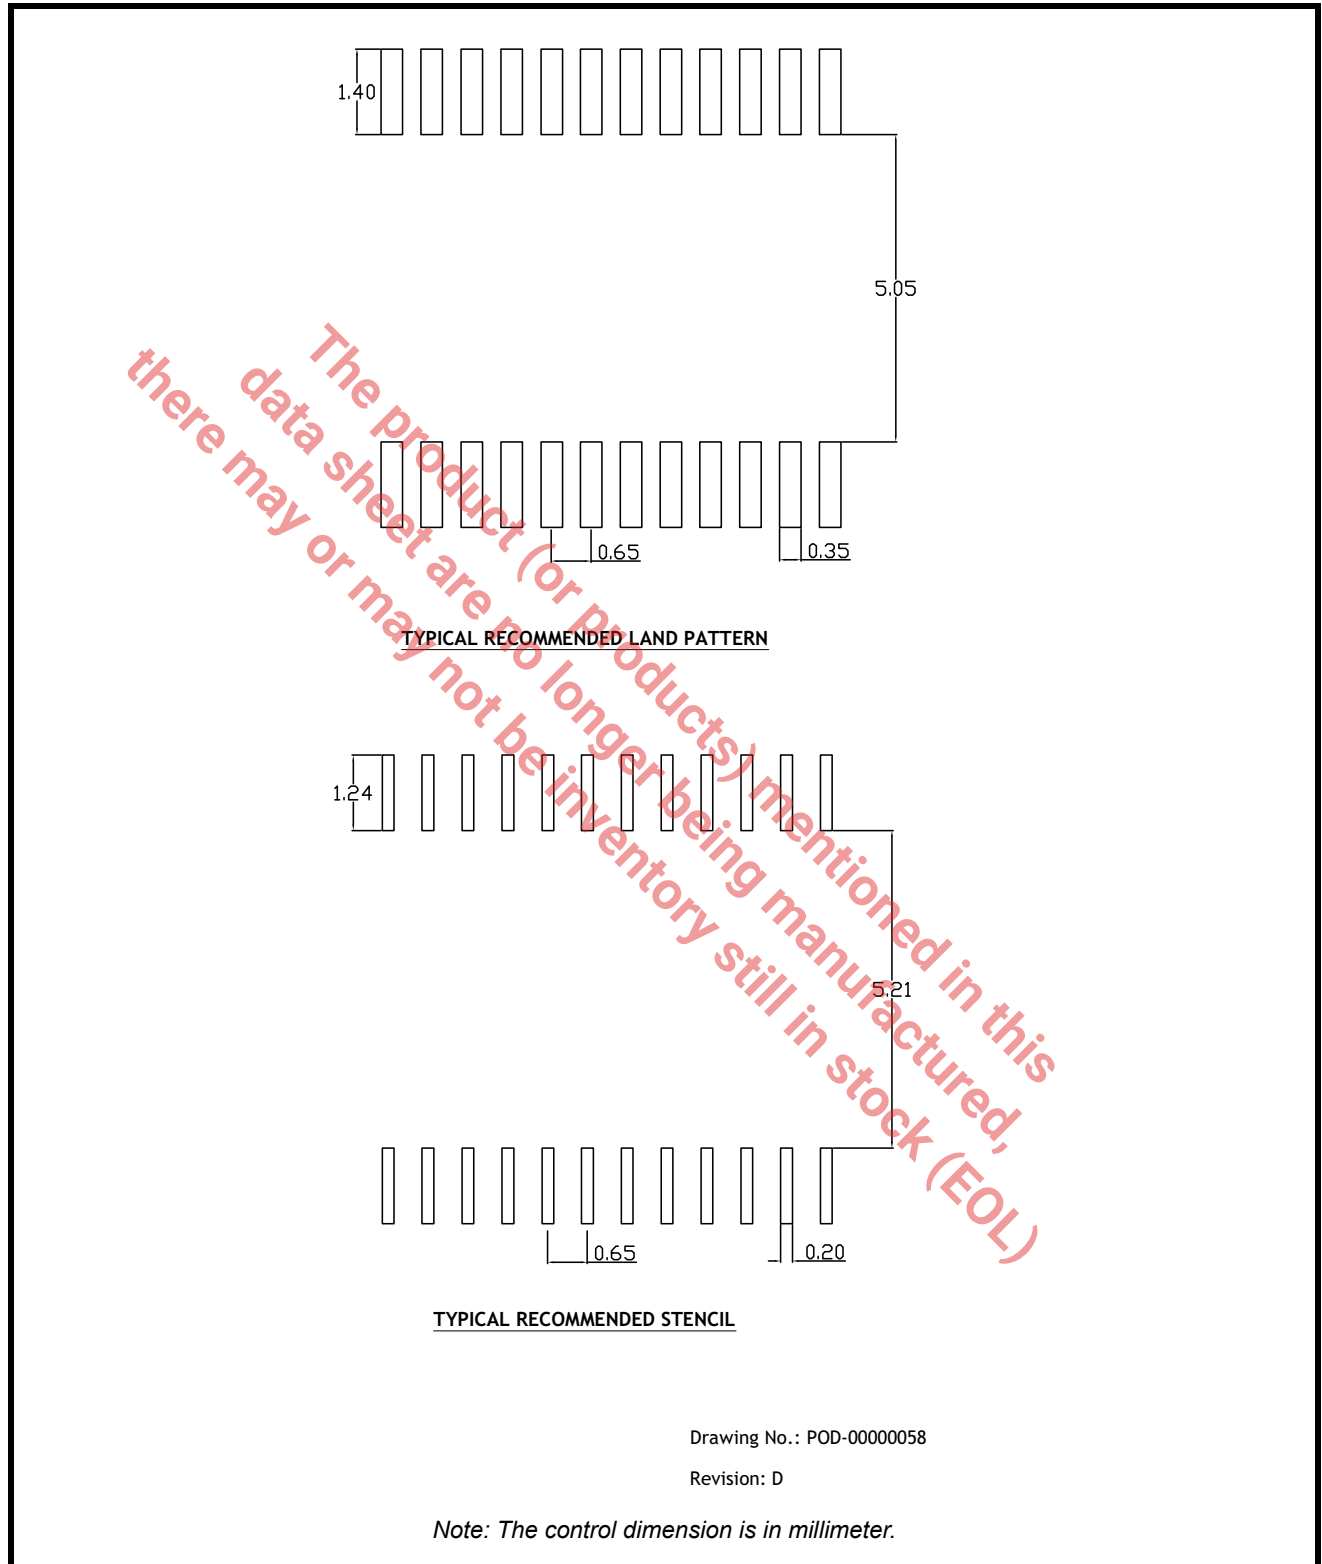 1.40
5.05
0.65
0.35
TYPICAL RECOMMENDED LAND PATTERN
1.24
5.21
0.65
0.20
TYPICAL RECOMMENDED STENCIL
Drawing No.: POD-00000058
Revision: D
Note: The control dimension is in millimeter.
The product (or products) mentioned in this
data sheet are no longer being manufactured,
there may or may not be inventory still in stock (EOL)